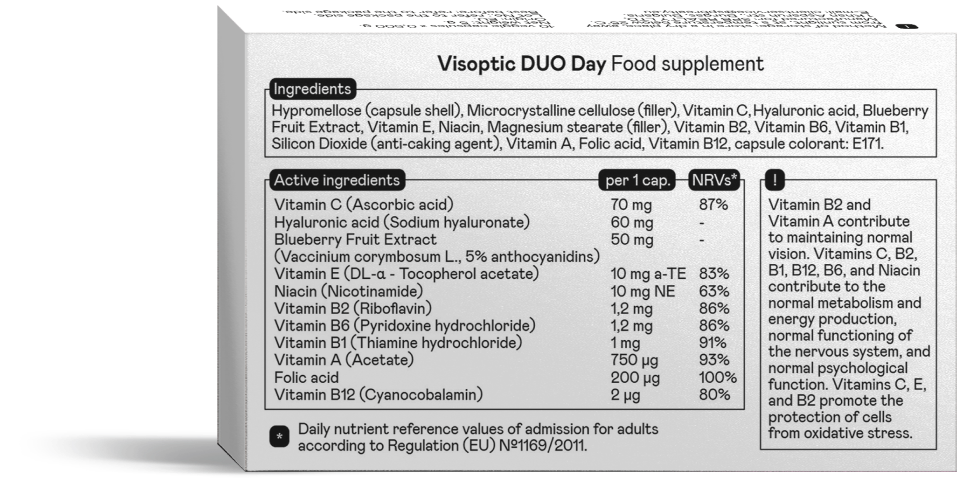 Visoptic DUO Day Food supplement
Ingredients
Hypromellose (capsule shell), Microcrystalline cellulose (filler), Vitamin C, Hyaluronic acid, Blueberry
Fruit Extract, Vitamin E, Niacin, Magnesium stearate (filler), Vitamin B2, Vitamin B6, Vitamin B1,
Silicon Dioxide (anti-caking agent), Vitamin A, Folic acid, Vitamin B12, capsule colorant: E171.
Active ingredients per 1 cap. NRVs*
Vitamin C (Ascorbic acid) 70 mg 87%
Hyaluronic acid (Sodium hyaluronate) 60 mg -
Blueberry Fruit Extract 50 mg -
(Vaccinium corymbosum L., 5% anthocyanidins)
Vitamin E (DL-α - Tocopherol acetate) 10 mg a-TE 83%
Niacin (Nicotinamide) 10 mg NE 63%
Vitamin B2 (Riboflavin) 1,2 mg 86%
Vitamin B6 (Pyridoxine hydrochloride) 1,2 mg 86%
Vitamin B1 (Thiamine hydrochloride) 1 mg 91%
Vitamin A (Acetate) 750 µg 93%
Folic acid 200 µg 100%
Vitamin B12 (Cyanocobalamin) 2 µg 80%
* Daily nutrient reference values of admission for adults
according to Regulation (EU) №1169/2011.
!
Vitamin B2 and
Vitamin A contribute
to maintaining normal
vision. Vitamins C, B2,
B1, B12, B6, and Niacin
contribute to the
normal metabolism and
energy production,
normal functioning of
the nervous system, and
normal psychological
function. Vitamins C, E,
and B2 promote the
protection of cells
from oxidative stress.